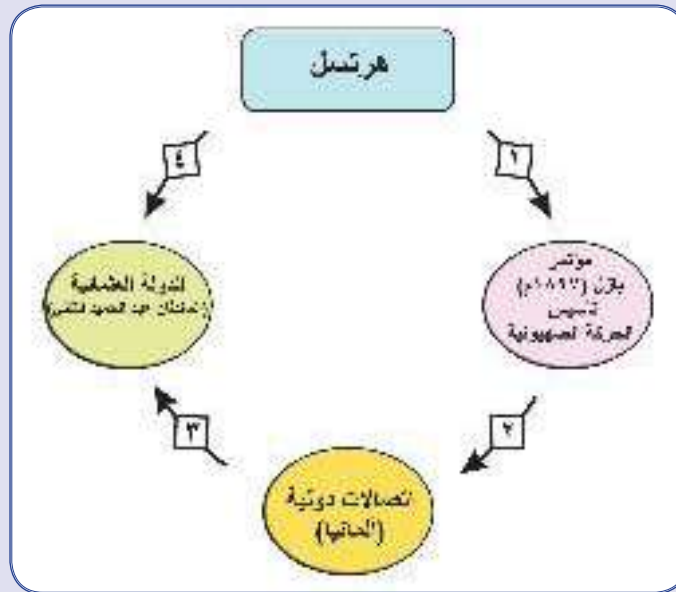 هرتسل
١
مؤتمر
بازل (١٨٩٧م)
تأسيس
الحركة الصهيونية
٢
اتصالات دولية
(ألمانيا)
٣
الدولة العثمانية
(السلطان عبد الحميد الثاني)
٤